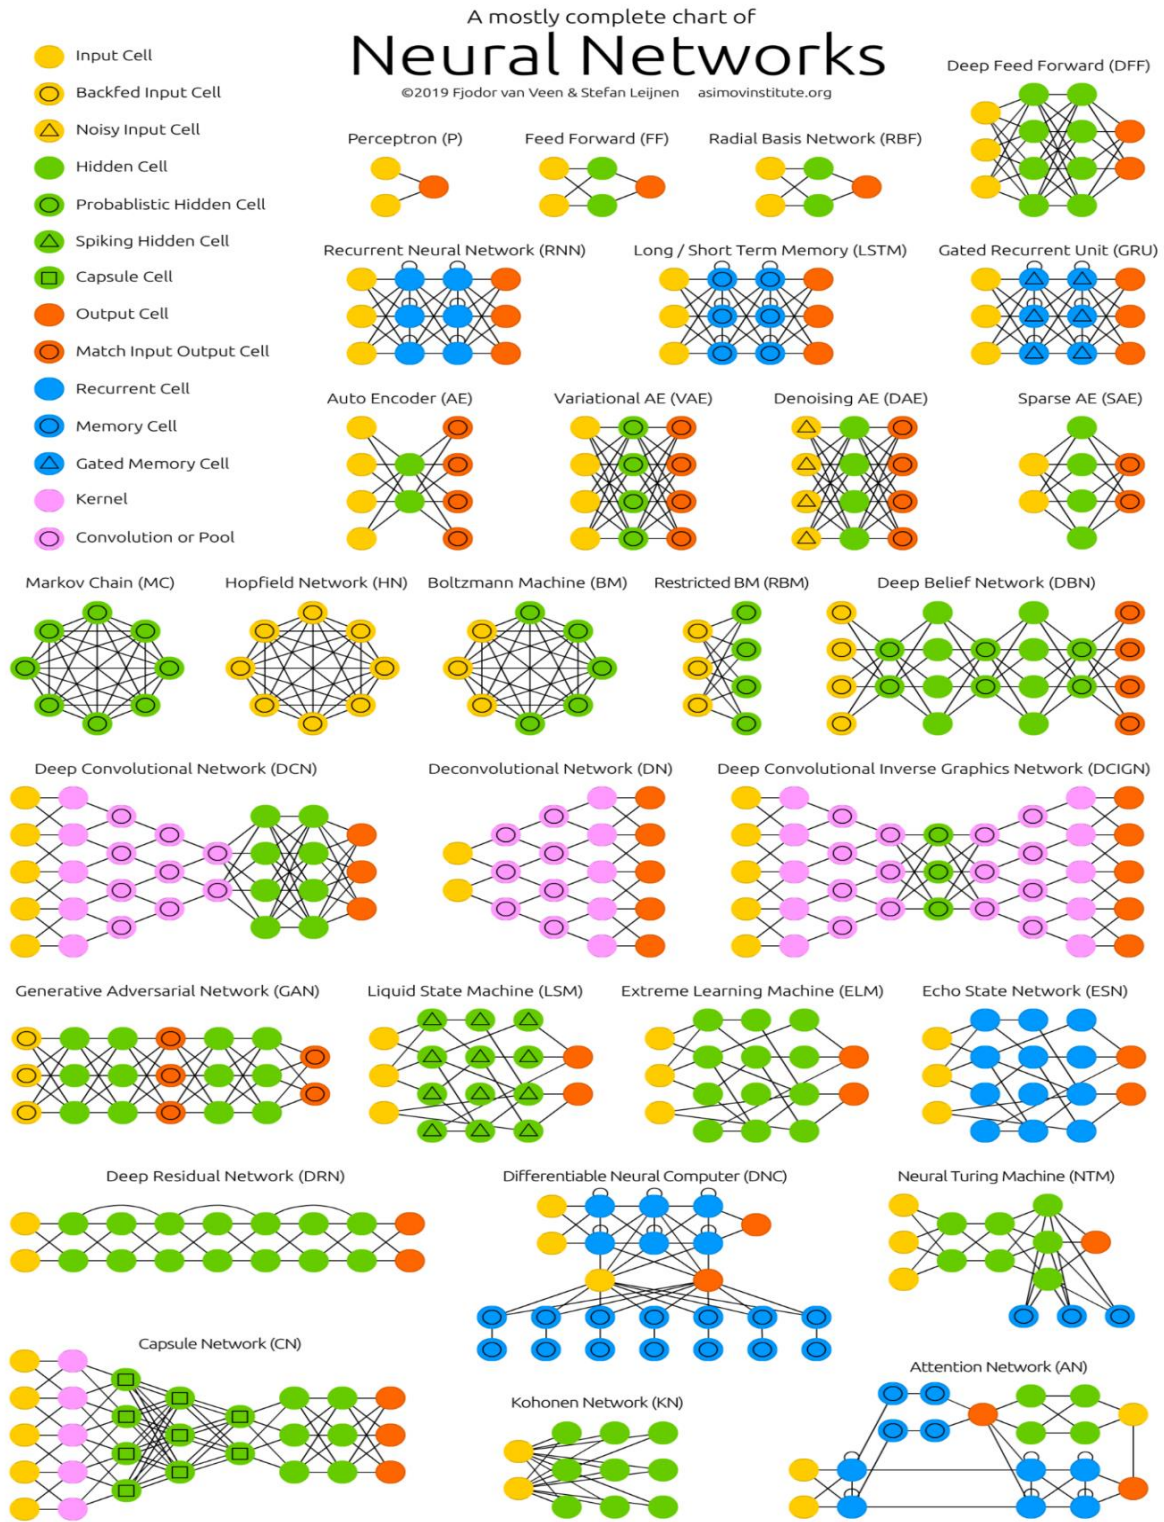 A mostly complete chart of
Neural Networks
©2019 Fjodor van Veen & Stefan Leijnen asimovinstitute.org
Input Cell
Backfed Input Cell
Noisy Input Cell
Hidden Cell
Probablistic Hidden Cell
Spiking Hidden Cell
Capsule Cell
Output Cell
Match Input Output Cell
Recurrent Cell
Memory Cell
Gated Memory Cell
Kernel
Convolution or Pool
Deep Feed Forward (DFF)
Perceptron (P)
Feed Forward (FF)
Radial Basis Network (RBF)
Recurrent Neural Network (RNN)
Long / Short Term Memory (LSTM)
Gated Recurrent Unit (GRU)
Auto Encoder (AE)
Variational AE (VAE)
Denoising AE (DAE)
Sparse AE (SAE)
Markov Chain (MC)
Hopfield Network (HN)
Boltzmann Machine (BM)
Restricted BM (RBM)
Deep Belief Network (DBN)
Deep Convolutional Network (DCN)
Deconvolutional Network (DN)
Deep Convolutional Inverse Graphics Network (DCIGN)
Generative Adversarial Network (GAN)
Liquid State Machine (LSM)
Extreme Learning Machine (ELM)
Echo State Network (ESN)
Deep Residual Network (DRN)
Differentiable Neural Computer (DNC)
Neural Turing Machine (NTM)
Capsule Network (CN)
Kohonen Network (KN)
Attention Network (AN)